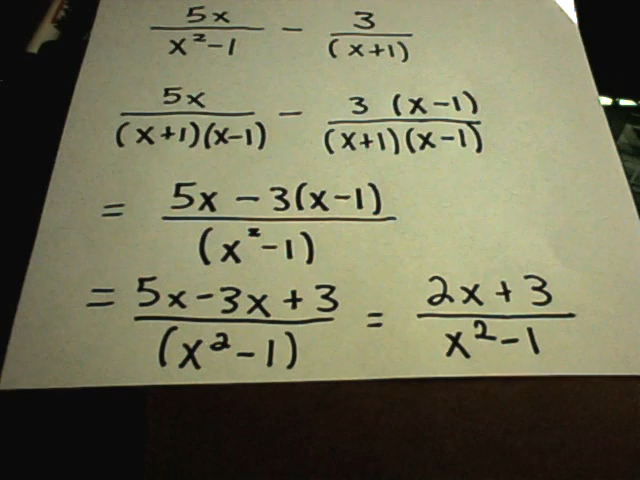 5x/(x²-1) - 3/(x+1)
5x/((x+1)(x-1)) - 3(x-1)/((x+1)(x-1))
= (5x-3(x-1))/(x²-1)
= (5x-3x+3)/(x²-1) = (2x+3)/(x²-1)